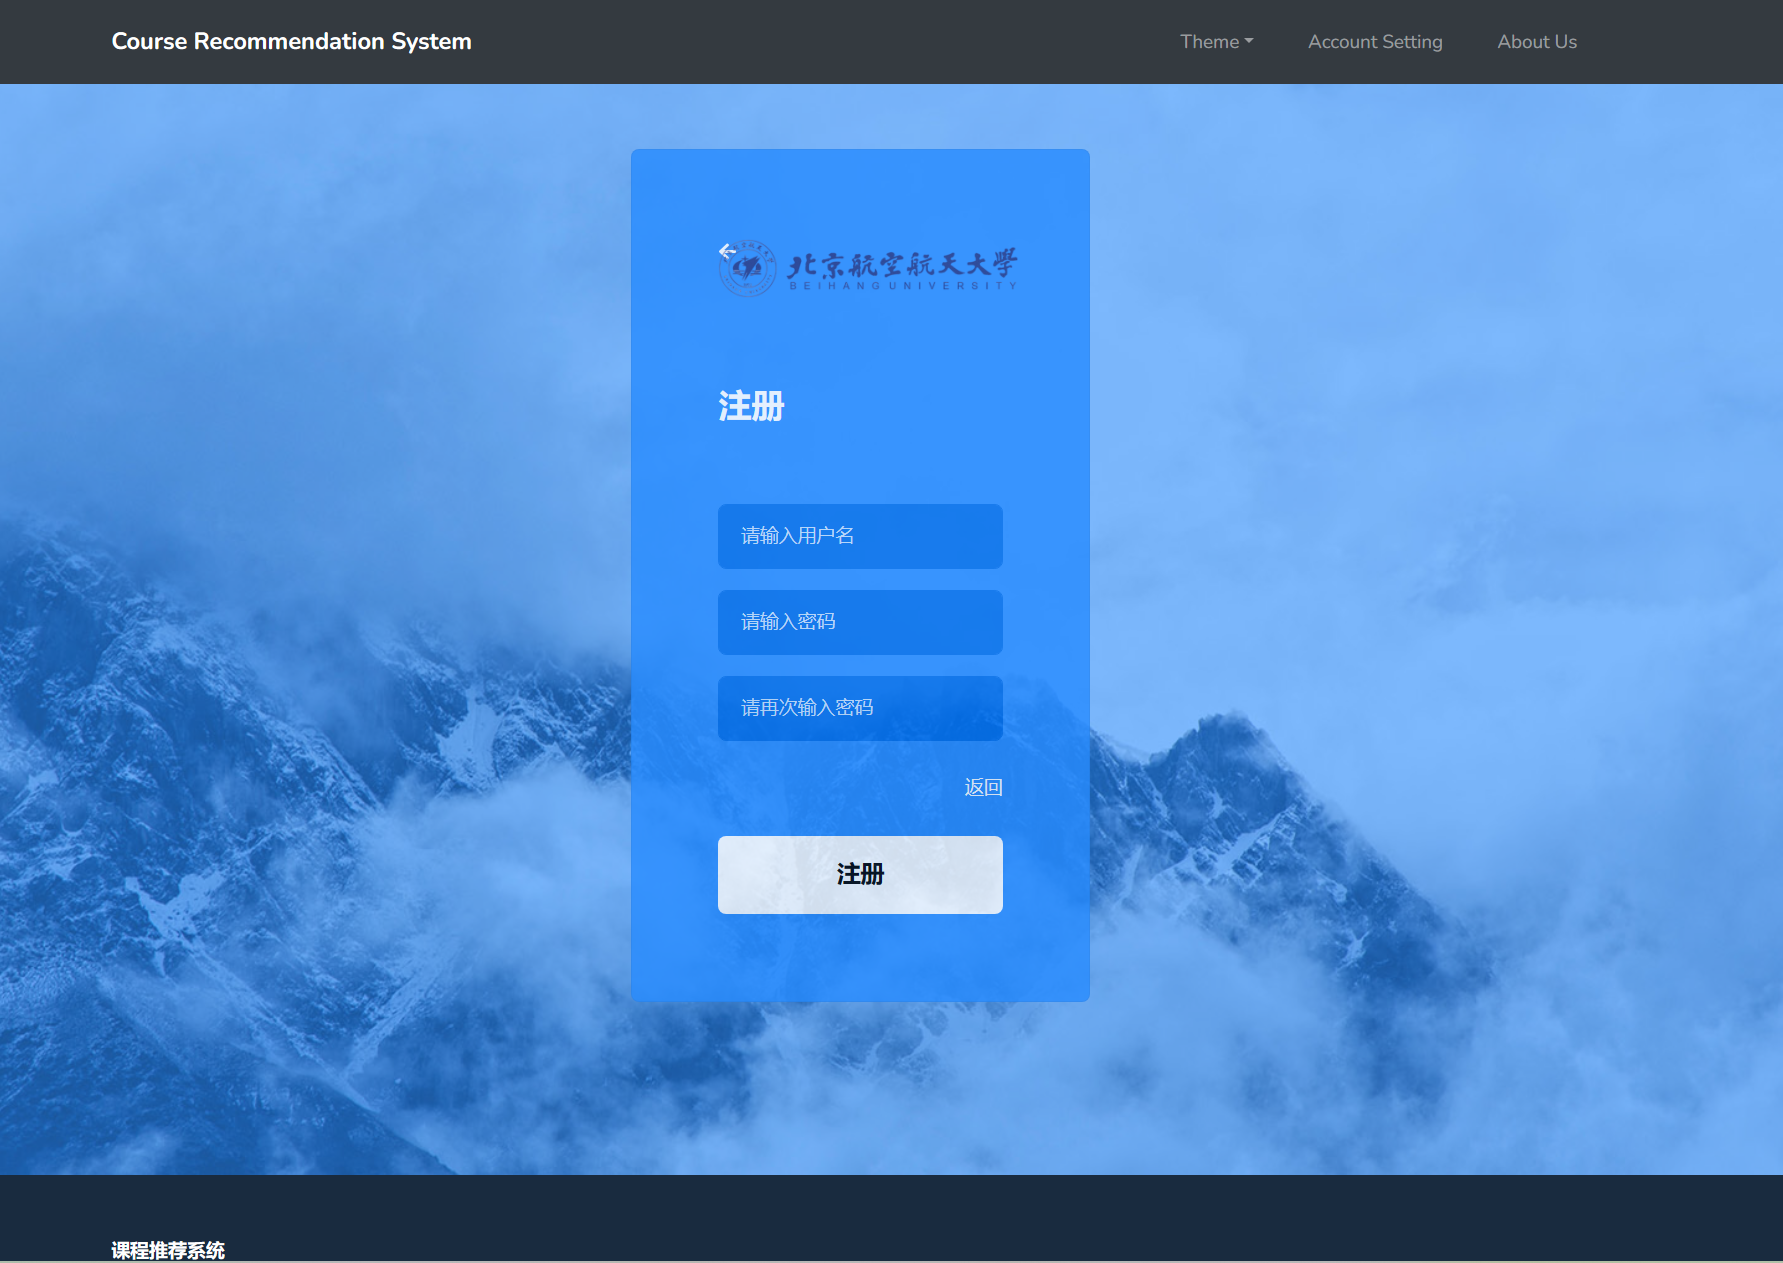 Course Recommendation System
Theme
Account Setting
About Us
北京航空航天大學
BEIHANG UNIVERSITY
注册
请输入用户名
请输入密码
请再次输入密码
返回
注册
课程推荐系统